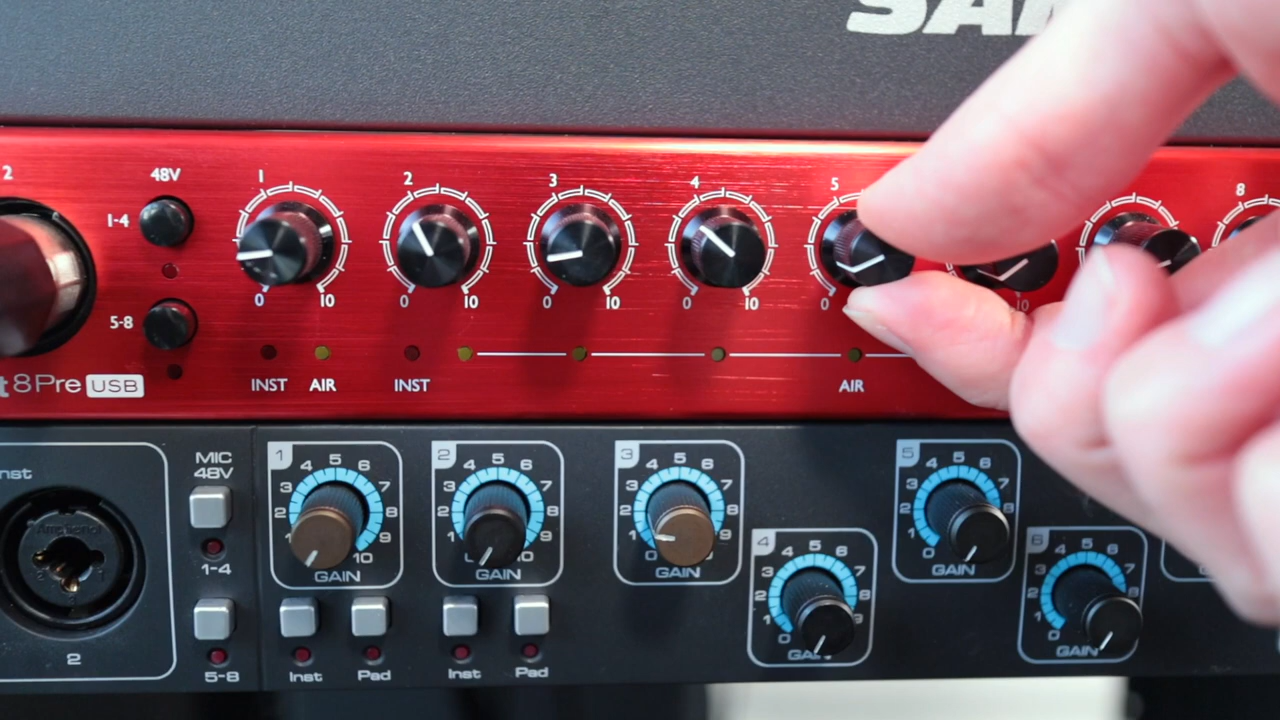 2
48V
1-4
5-8
1
0 10
2
0 10
3
0 10
4
0 10
5
0
10
8
INST AIR
INST
AIR
8Pre USB
nst
2
MIC
48V
1-4
5-8
1
2 3 4 5 6 7 8 9 10
GAIN
Inst Pad
2
1 2 3 4 5 6 7 8 9
GAIN
Inst Pad
3
1 2 3 4 5 6 7 8 9
GAIN
4
0 1 2 3 4 5 6 7 8
5
0 1 2 3 4 5 6 7
GAIN
6
0 1 2 3 4 5 6 7 8
GAIN